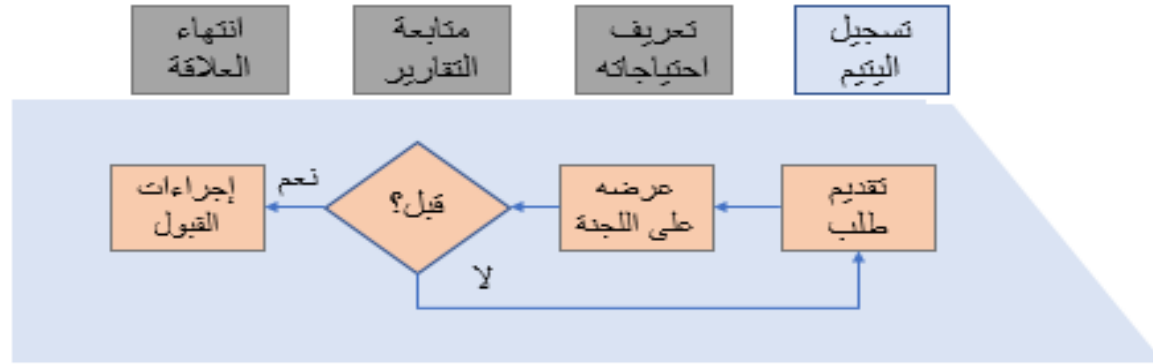 تسجيل
اليتيم
تعريف
احتياجاته
متابعة
التقارير
انتهاء
العلاقة
تقديم
طلب
عرضه
على اللجنة
قبل؟
نعم
إجراءات
القبول
لا